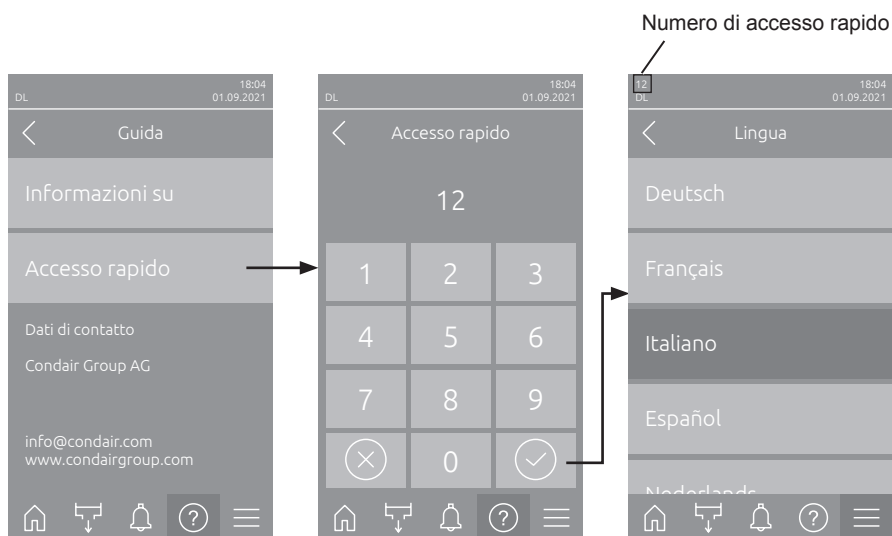 Numero di accesso rapido
18:04
DL 01.09.2021
Guida
Informazioni su
Accesso rapido
Dati di contatto
Condair Group AG
info@condair.com
www.condairgroup.com
?
18:04
DL 01.09.2021
Accesso rapido
12
1 2 3
4 5 6
7 8 9
0
?
12 18:04
DL 01.09.2021
Lingua
Deutsch
Français
Italiano
Español
Nederlands
?